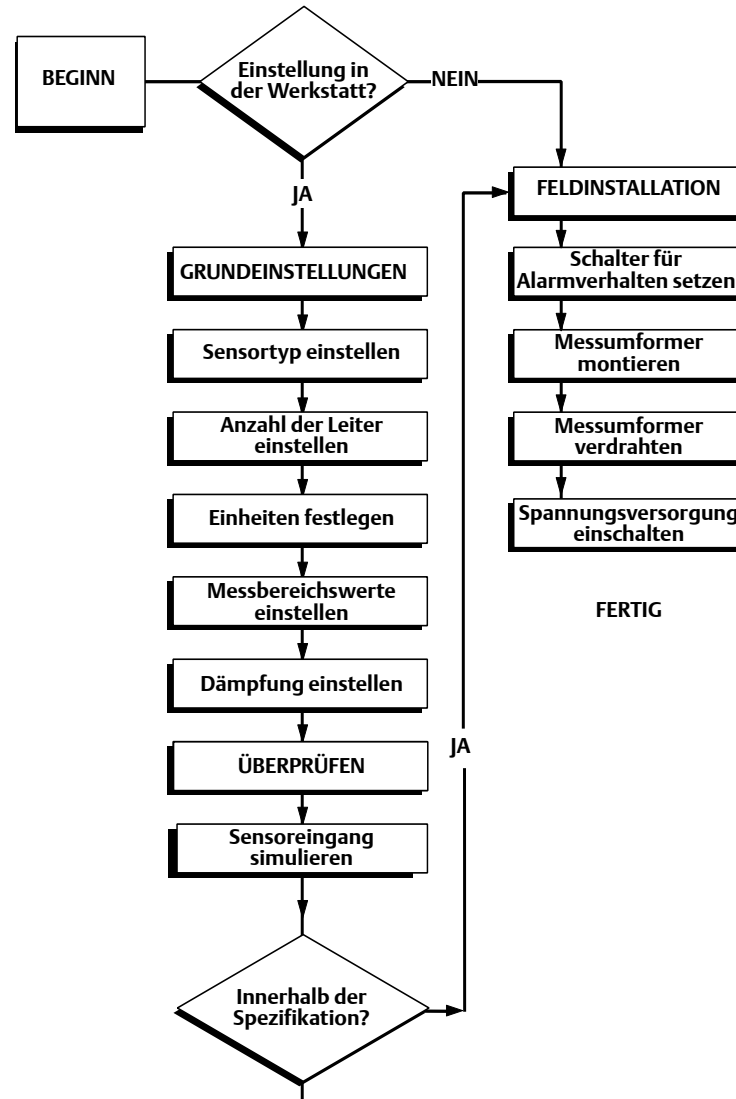 BEGINN
Einstellung in
der Werkstatt?
NEIN
JA
GRUNDEINSTELLUNGEN
Sensortyp einstellen
Anzahl der Leiter
einstellen
Einheiten festlegen
Messbereichswerte
einstellen
Dämpfung einstellen
ÜBERPRÜFEN
Sensoreingang
simulieren
Innerhalb der
Spezifikation?
JA
FELDINSTALLATION
Schalter für
Alarmverhalten setzen
Messumformer
montieren
Messumformer
verdrahten
Spannungsversorgung
einschalten
FERTIG